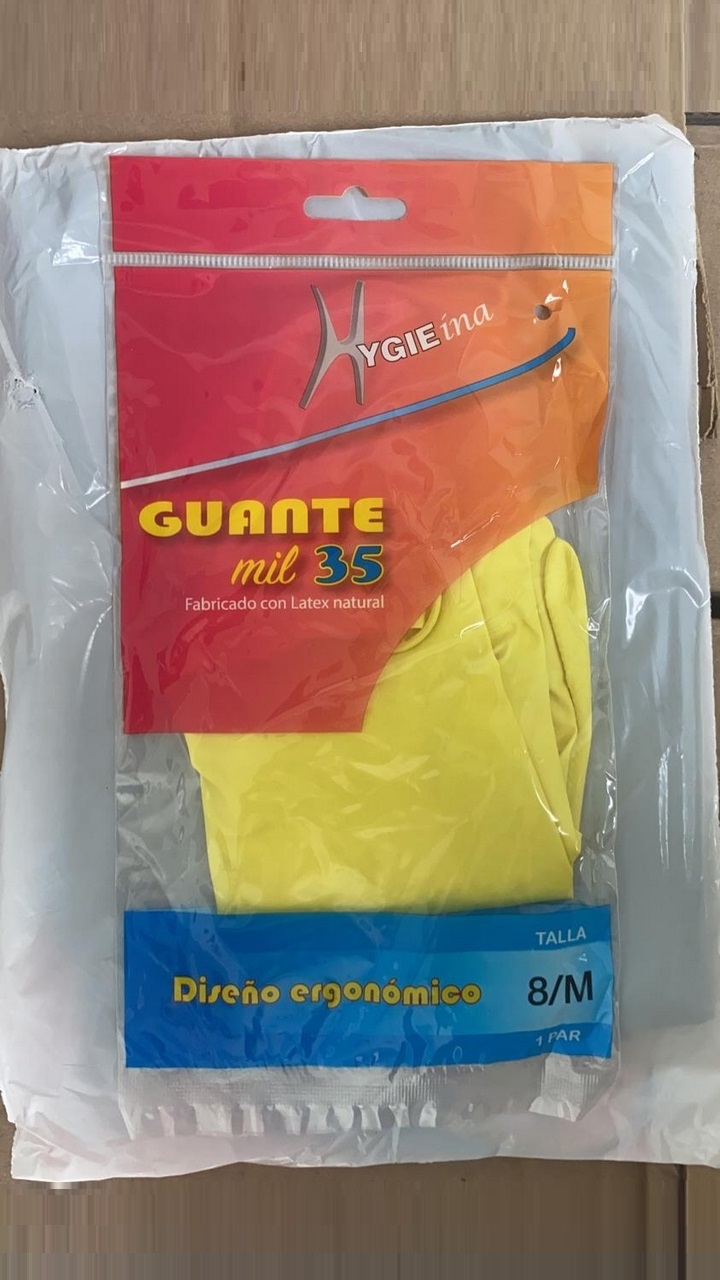 HYGIEina
GUANTE
mil 35
Fabricado con Latex natural
TALLA
Diseño ergonómico 8/M
1 PAR